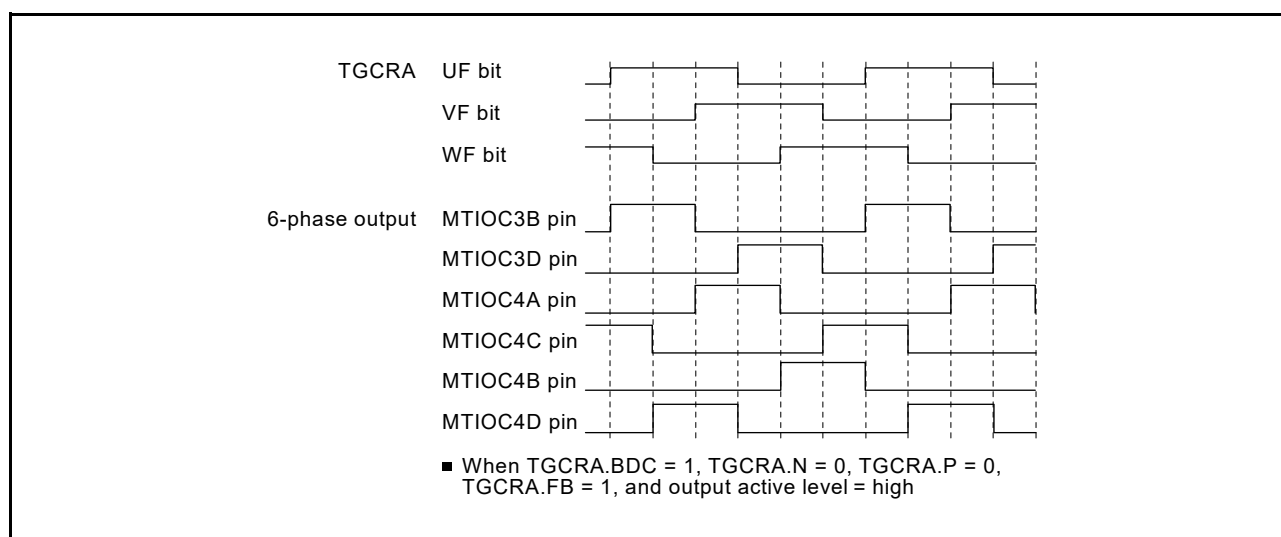 TGCRA UF bit
VF bit
WF bit
6-phase output MTIOC3B pin
MTIOC3D pin
MTIOC4A pin
MTIOC4C pin
MTIOC4B pin
MTIOC4D pin
■ When TGCRA.BDC = 1, TGCRA.N = 0, TGCRA.P = 0,
TGCRA.FB = 1, and output active level = high